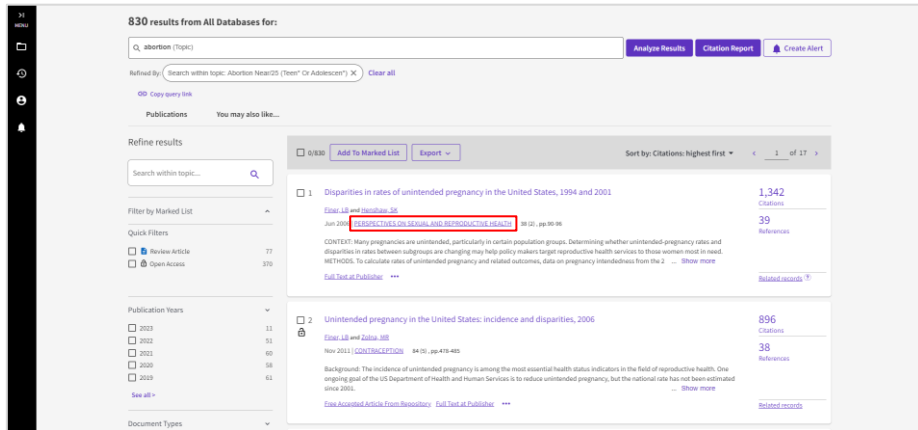 MENU
830 results from All Databases for:
abortion (Topic)
Analyze Results
Citation Report
Create Alert
Refined By: Search within topic: Abortion Near/25 (Teen* Or Adolescen*) X Clear all
Copy query link
Publications You may also like...
Refine results
Search within topic...
Filter by Marked List
Quick Filters
Review Article 77
Open Access 370
Publication Years
2023 11
2022 51
2021 60
2020 58
2019 61
See all >
Document Types
0/830 Add To Marked List Export Sort by: Citations: highest first < 1 of 17 >
1 Disparities in rates of unintended pregnancy in the United States, 1994 and 2001
Finer, LB and Henshaw, SK
Jun 2006 | PERSPECTIVES ON SEXUAL AND REPRODUCTIVE HEALTH 38 (2) , pp.90-96
CONTEXT: Many pregnancies are unintended, particularly in certain population groups. Determining whether unintended-pregnancy rates and
disparities in rates between subgroups are changing may help policy makers target reproductive health services to those women most in need.
METHODS. To calculate rates of unintended pregnancy and related outcomes, data on pregnancy intendedness from the 2 ... Show more
Full Text at Publisher •••
1,342
Citations
39
References
Related records ?
2 Unintended pregnancy in the United States: incidence and disparities, 2006
Finer, LB and Zolna, MR
Nov 2011 | CONTRACEPTION 84 (5) , pp.478-485
Background: The incidence of unintended pregnancy is among the most essential health status indicators in the field of reproductive health. One
ongoing goal of the US Department of Health and Human Services is to reduce unintended pregnancy, but the national rate has not been estimated
since 2001. ... Show more
Free Accepted Article From Repository Full Text at Publisher •••
896
Citations
38
References
Related records